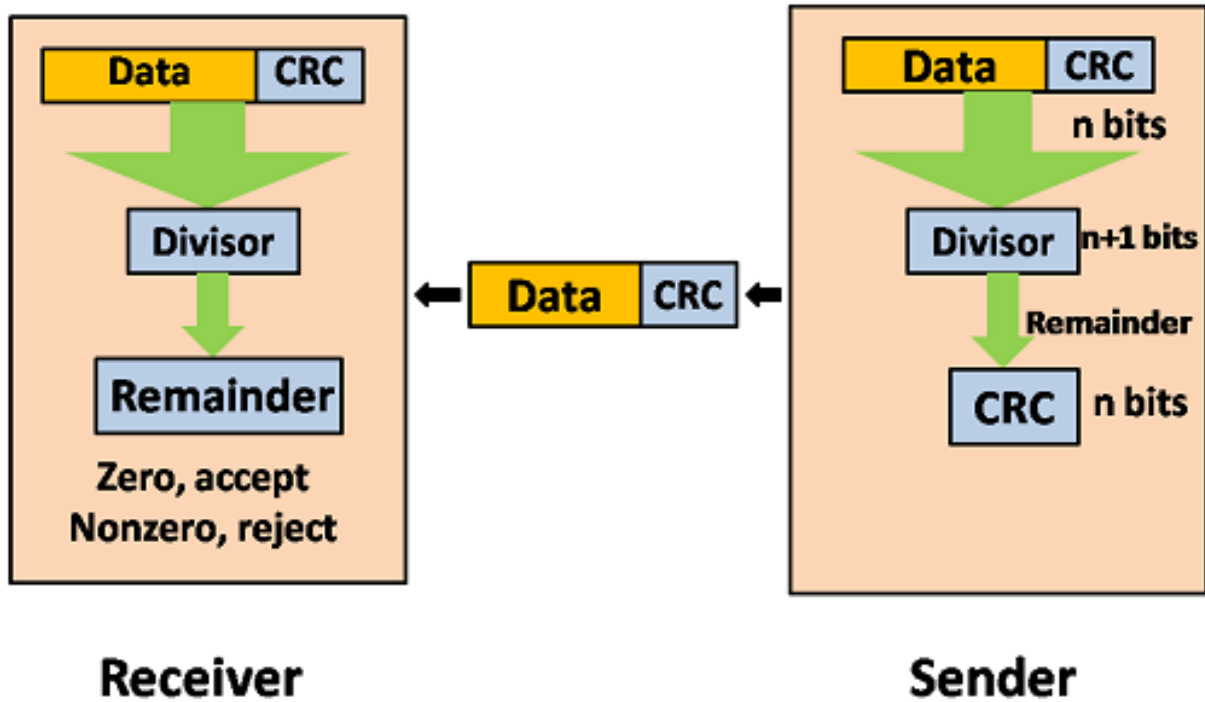 Data CRC
Divisor
Remainder
Zero, accept
Nonzero, reject
Receiver
Data CRC
Data CRC
n bits
Divisor n+1 bits
Remainder
CRC n bits
Sender